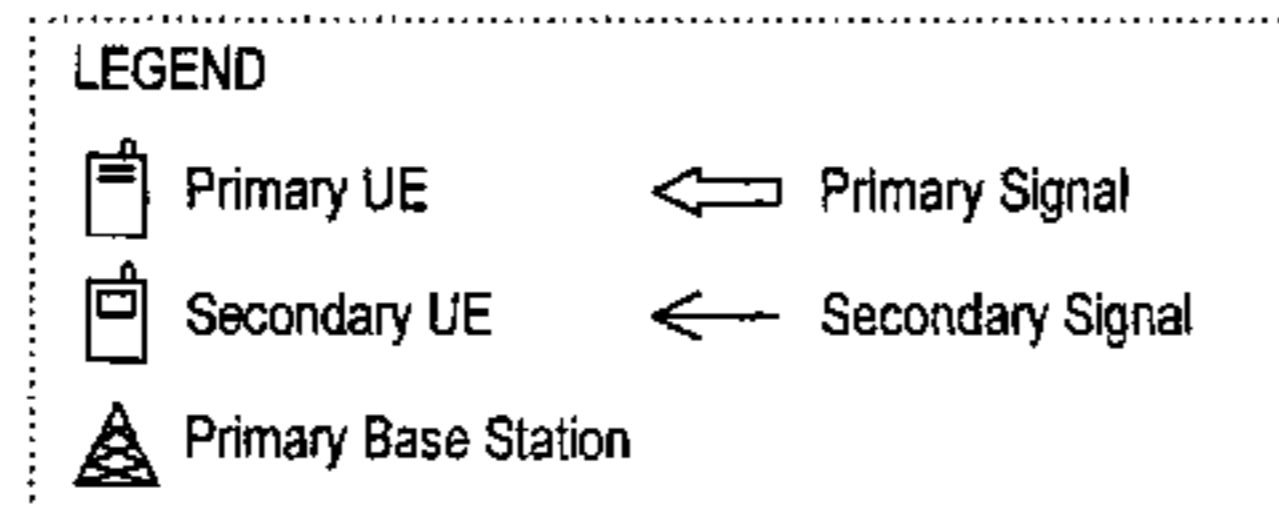 LEGEND
Primary UE
Primary Signal
Secondary UE
Secondary Signal
Primary Base Station